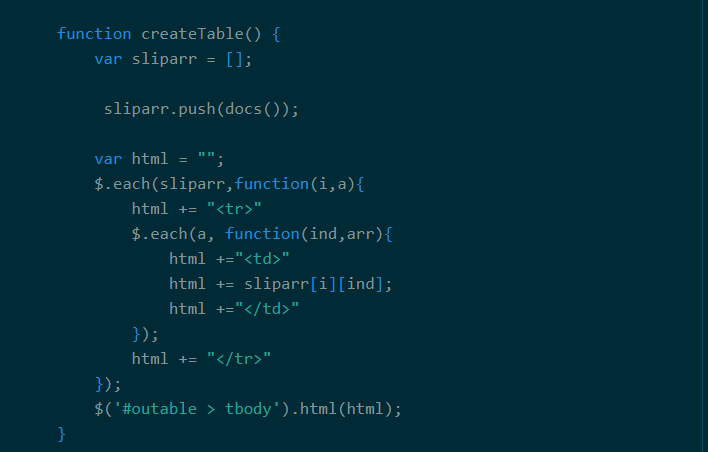 function createTable() {
var sliparr = [];
sliparr.push(docs());
var html = "";
$.each(sliparr,function(i,a){
html += "<tr>"
$.each(a, function(ind,arr){
html +="<td>"
html += sliparr[i][ind];
html +="</td>"
});
html += "</tr>"
});
$('#outable > tbody').html(html);
}